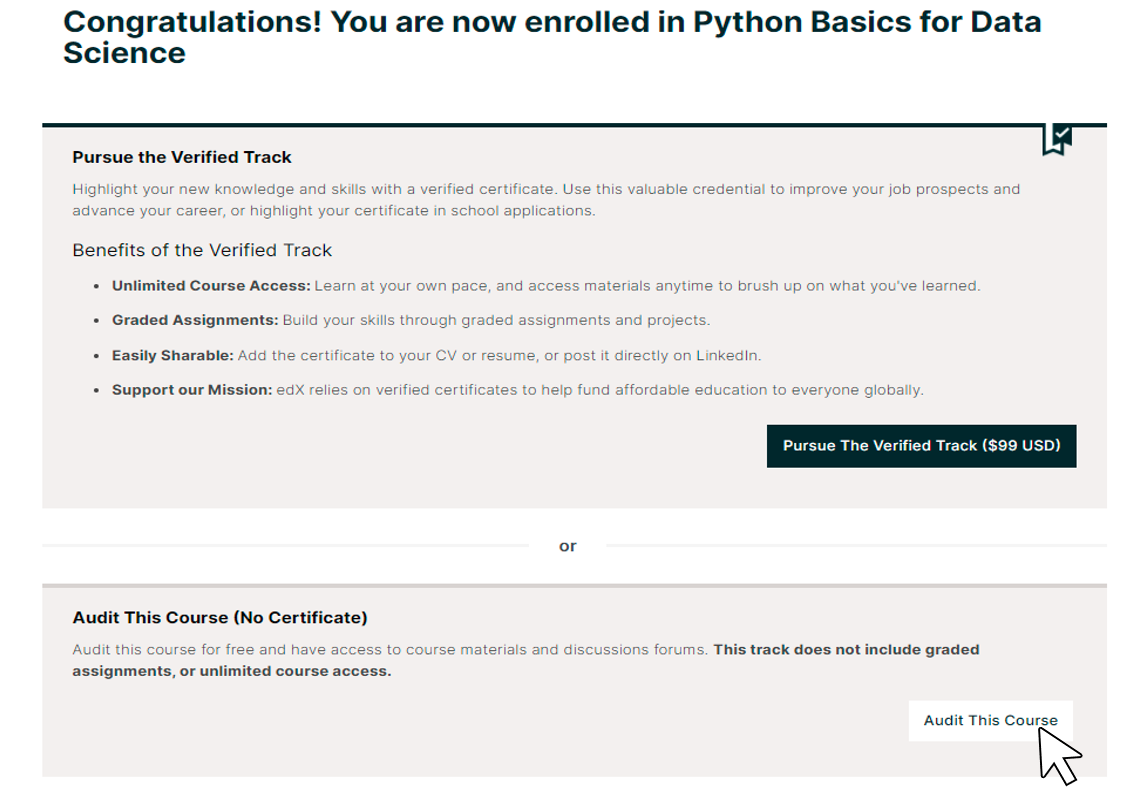 Congratulations! You are now enrolled in Python Basics for Data
Science
Pursue the Verified Track
Highlight your new knowledge and skills with a verified certificate. Use this valuable credential to improve your job prospects and
advance your career, or highlight your certificate in school applications.
Benefits of the Verified Track
• Unlimited Course Access: Learn at your own pace, and access materials anytime to brush up on what you've learned.
• Graded Assignments: Build your skills through graded assignments and projects.
• Easily Sharable: Add the certificate to your CV or resume, or post it directly on LinkedIn.
• Support our Mission: edX relies on verified certificates to help fund affordable education to everyone globally.
Pursue The Verified Track ($99 USD)
or
Audit This Course (No Certificate)
Audit this course for free and have access to course materials and discussions forums. This track does not include graded
assignments, or unlimited course access.
Audit This Course